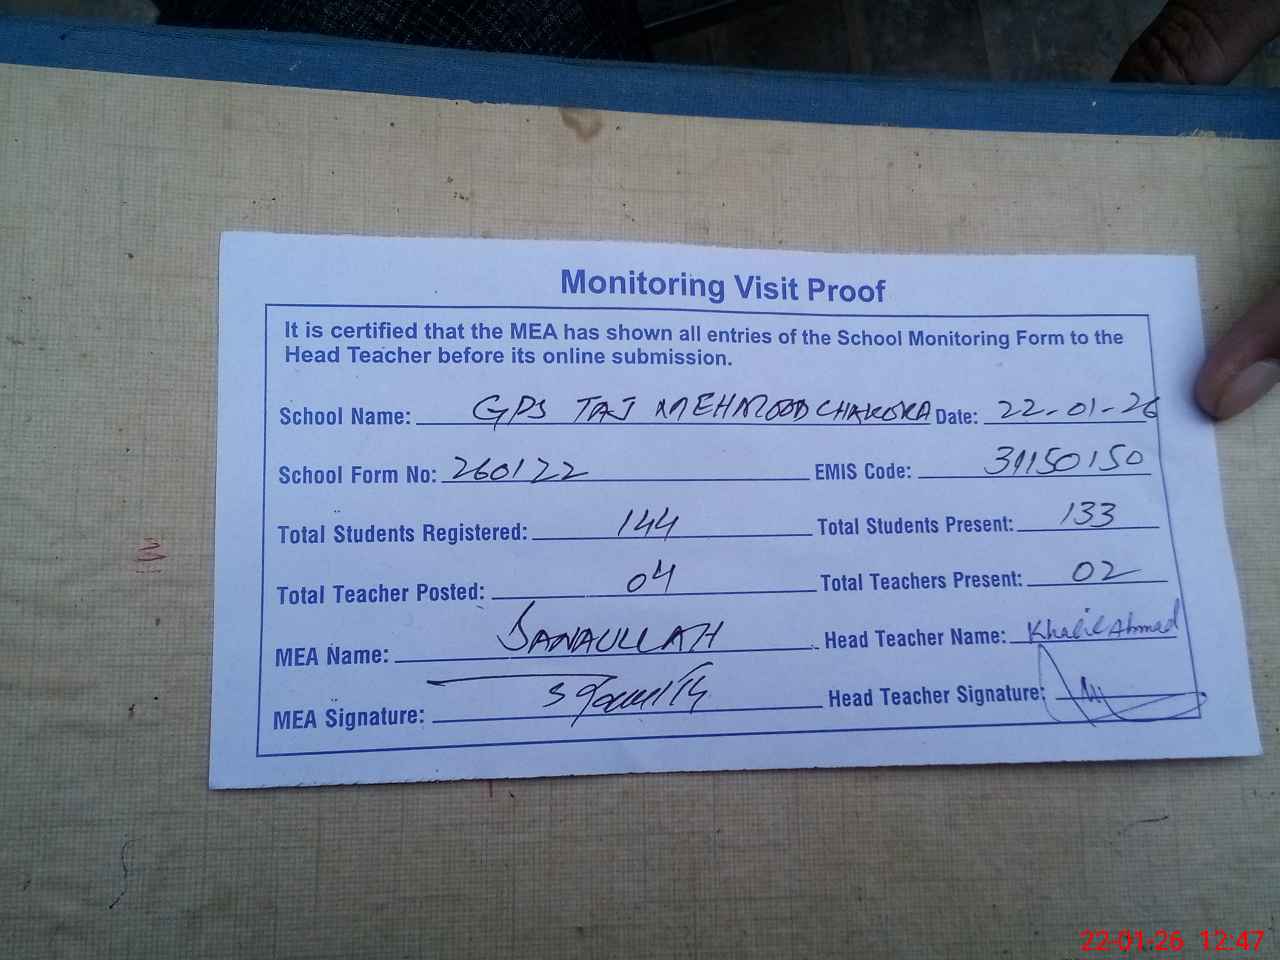 Monitoring Visit Proof
It is certified that the MEA has shown all entries of the School Monitoring Form to the
Head Teacher before its online submission.
School Name: GPS TAJ MEHMOOD CHAKORA Date: 22-01-26
School Form No: 260122 EMIS Code: 31150150
Total Students Registered: 144 Total Students Present: 133
Total Teacher Posted: 04 Total Teachers Present: 02
MEA Name: SANAULLAH Head Teacher Name: Khalil Ahmad
MEA Signature: Head Teacher Signature:
22-01-26 12:47